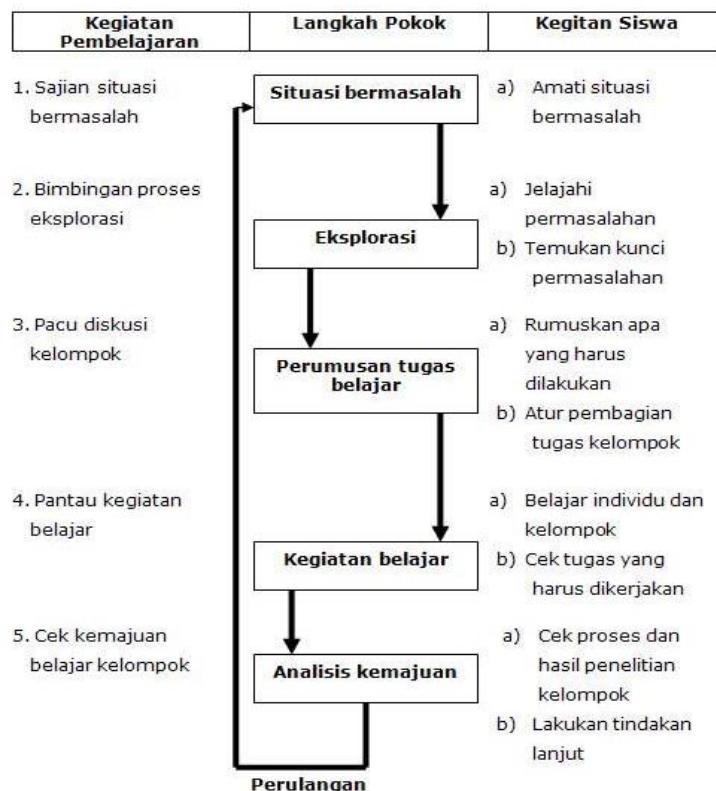 Kegiatan Pembelajaran
Langkah Pokok
Kegitan Siswa
1. Sajian situasi
bermasalah
Situasi bermasalah
a) Amati situasi
bermasalah
2. Bimbingan proses
eksplorasi
Eksplorasi
a) Jelajahi
permasalahan
b) Temukan kunci
permasalahan
3. Pacu diskusi
kelompok
Perumusan tugas
belajar
a) Rumuskan apa
yang harus
dilakukan
b) Atur pembagian
tugas kelompok
4. Pantau kegiatan
belajar
Kegiatan belajar
a) Belajar individu dan
kelompok
b) Cek tugas yang
harus dikerjakan
5. Cek kemajuan
belajar kelompok
Analisis kemajuan
a) Cek proses dan
hasil penelitian
kelompok
b) Lakukan tindakan
lanjut
Perulangan